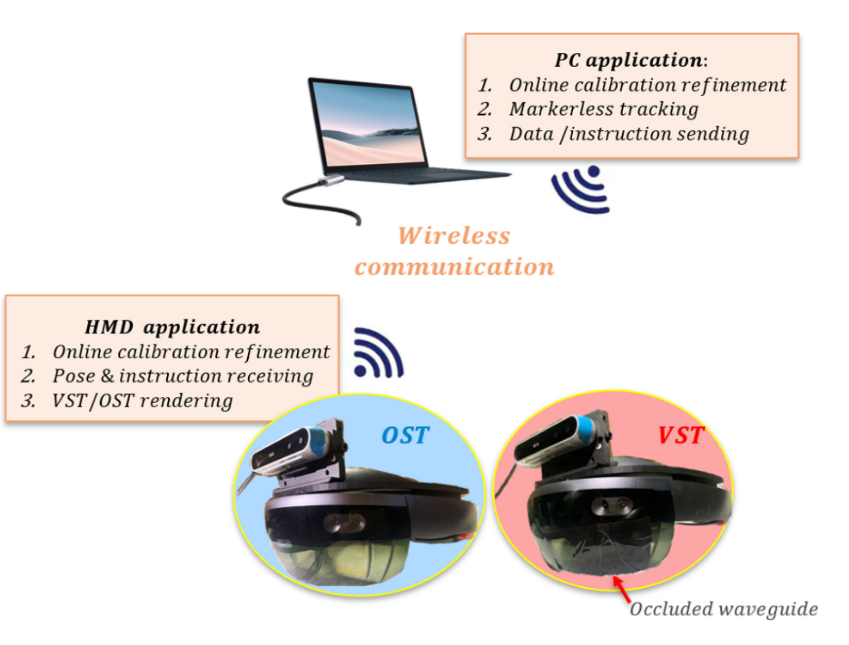 PC application:
1. Online calibration refinement
2. Markerless tracking
3. Data /instruction sending
Wireless
communication
HMD application
1. Online calibration refinement
2. Pose & instruction receiving
3. VST/OST rendering
OST
VST
Occluded waveguide